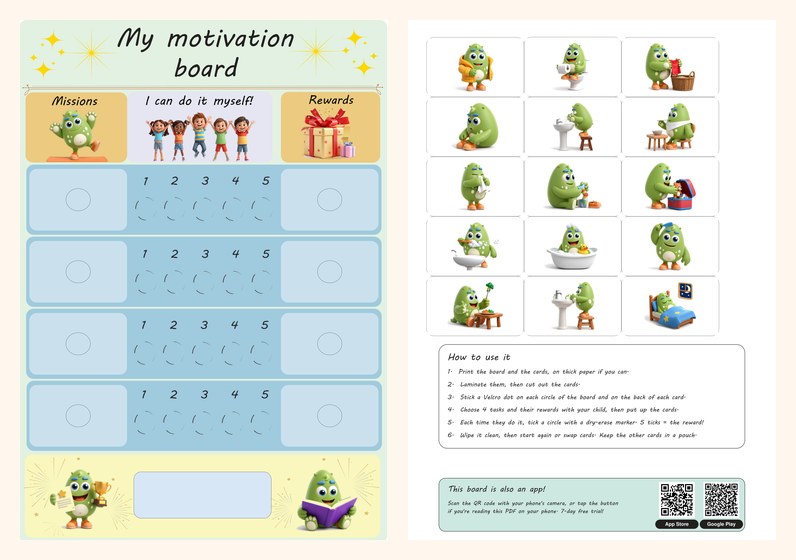 My motivation
board
Missions
I can do it myself!
Rewards
1 2 3 4 5
1 2 3 4 5
1 2 3 4 5
1 2 3 4 5
How to use it
1. Print the board and the cards, on thick paper if you can.
2. Laminate them, then cut out the cards.
3. Stick a Velcro dot on each circle of the board and on the back of each card.
4. Choose 4 tasks and their rewards with your child, then put up the cards.
5. Each time they do it, tick a circle with a dry-erase marker. 5 ticks = the reward!
6. Wipe it clean, then start again or swap cards. Keep the other cards in a pouch.
This board is also an app!
Scan the QR code with your phone's camera, or tap the button
if you're reading this PDF on your phone. 7-day free trial!
App Store
Google Play